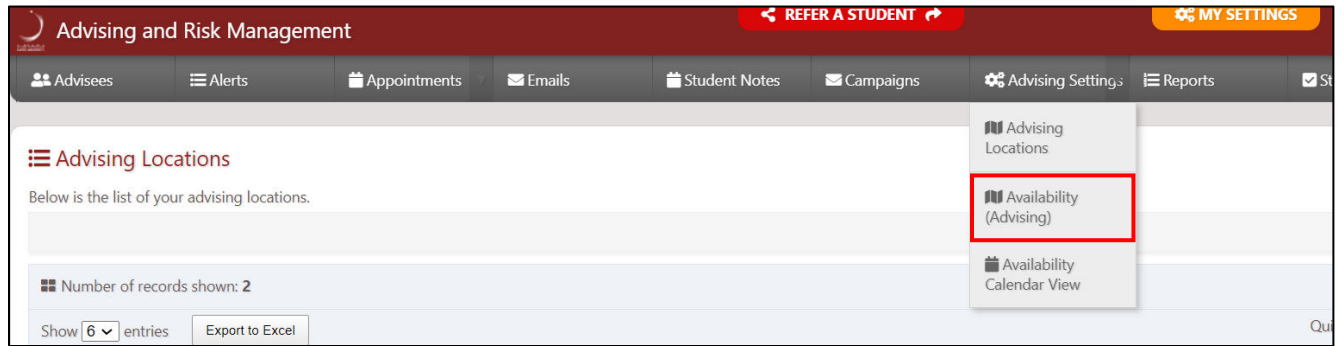 REFER A STUDENT
MY SETTINGS
Advising and Risk Management
Advisees
Alerts
Appointments
Emails
Student Notes
Campaigns
Advising Settings
Reports
St
Advising
Locations
Availability
(Advising)
Availability
Calendar View
Advising Locations
Below is the list of your advising locations.
Number of records shown: 2
Show 6 entries
Export to Excel
Qui